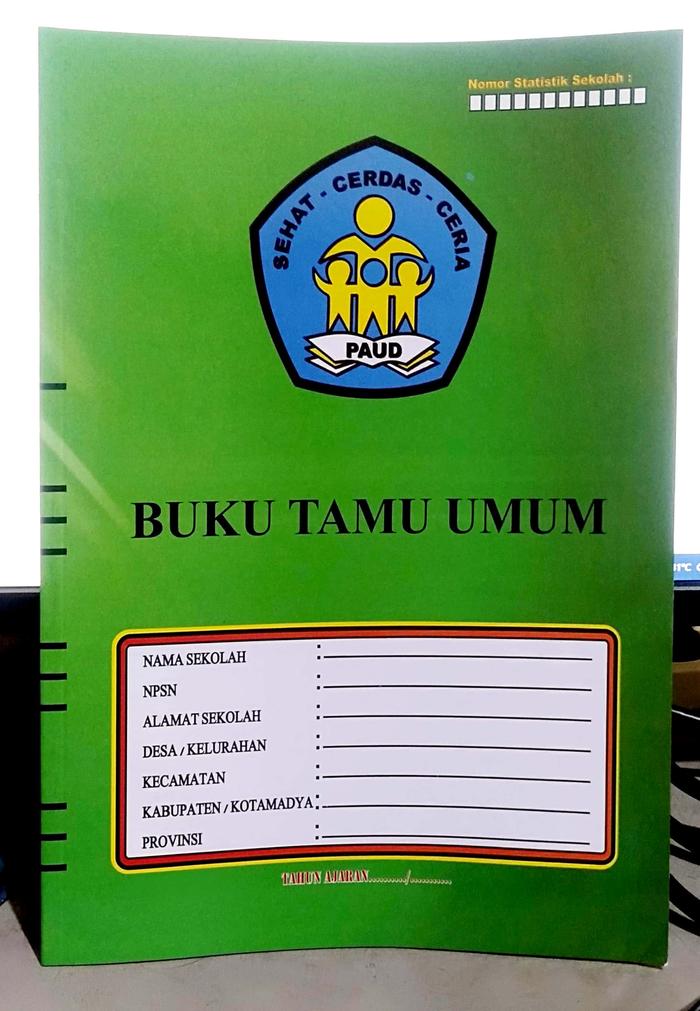 Nomor Statistik Sekolah :
SEHAT - CERDAS - CERIA
PAUD
BUKU TAMU UMUM
NAMA SEKOLAH :
NPSN :
ALAMAT SEKOLAH :
DESA / KELURAHAN :
KECAMATAN :
KABUPATEN / KOTAMADYA :
PROVINSI :
TAHUN AJARAN............/............